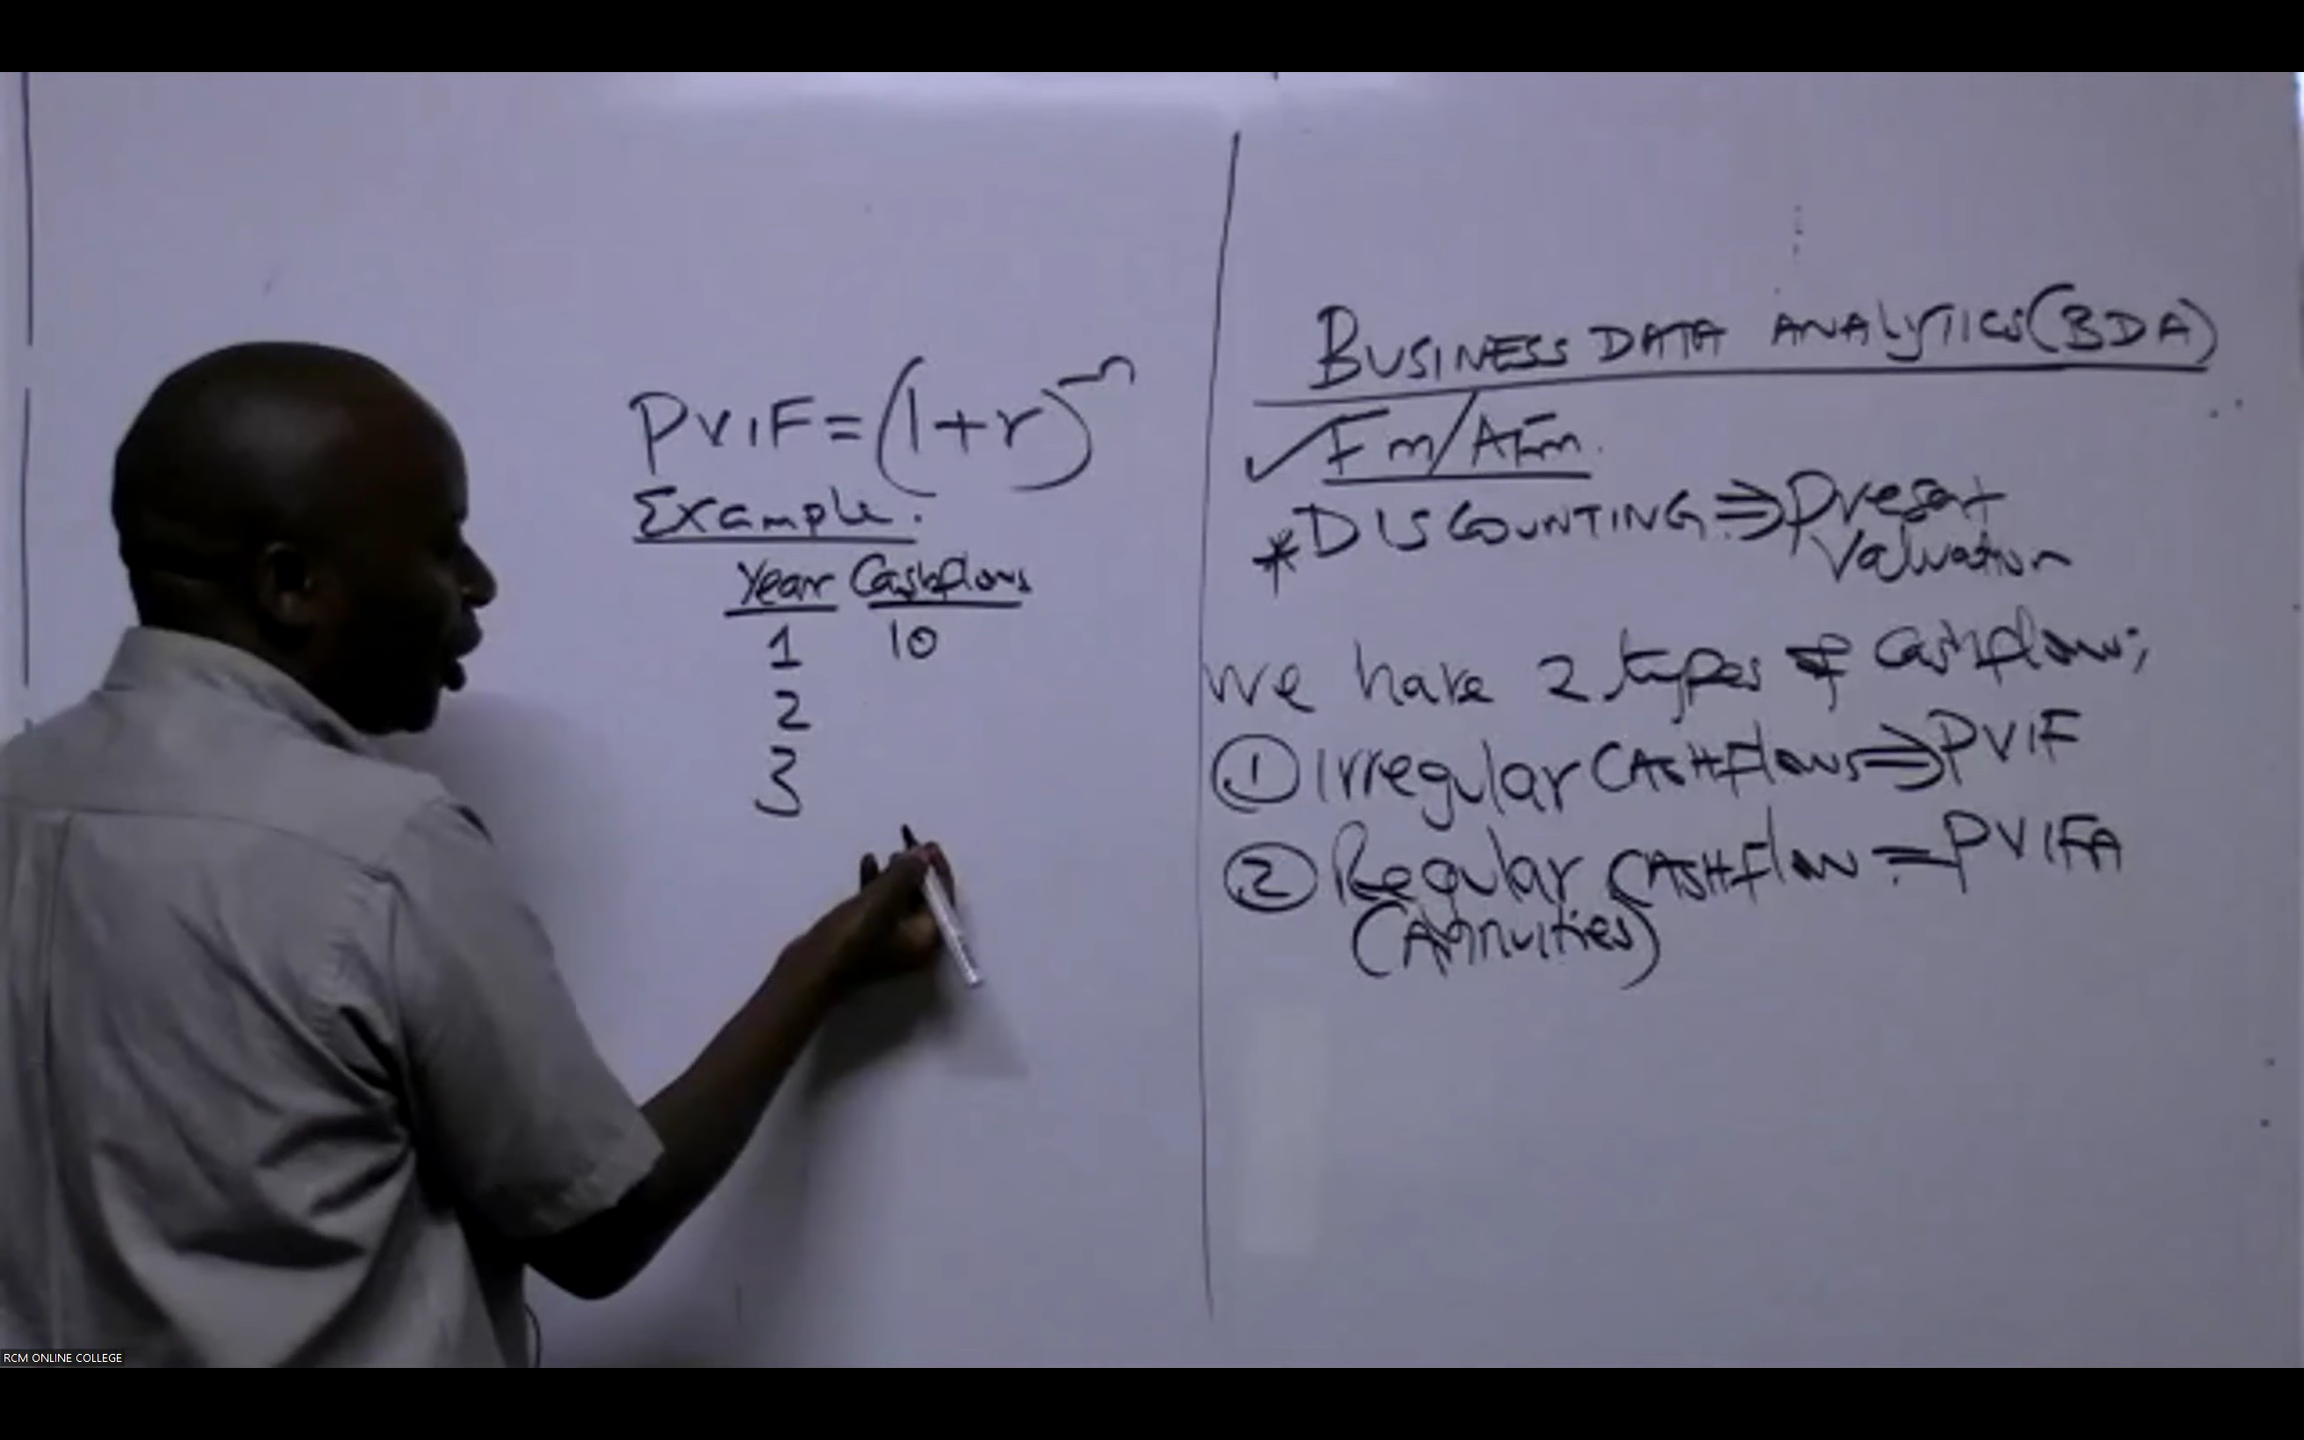 PVIF=(1+r)^-n
Example.
Year Cashflows
1 10
2
3
BUSINESS DATA ANALYTICS(BDA)
✓Fm/AFm.
*DISCOUNTING⇒Present
Valuation
We have 2 types of Cashflows;
① Irregular CASHFlows⇒PVIF
② Regular CASHFlow=PVIFA
(Annuities)
RCM ONLINE COLLEGE